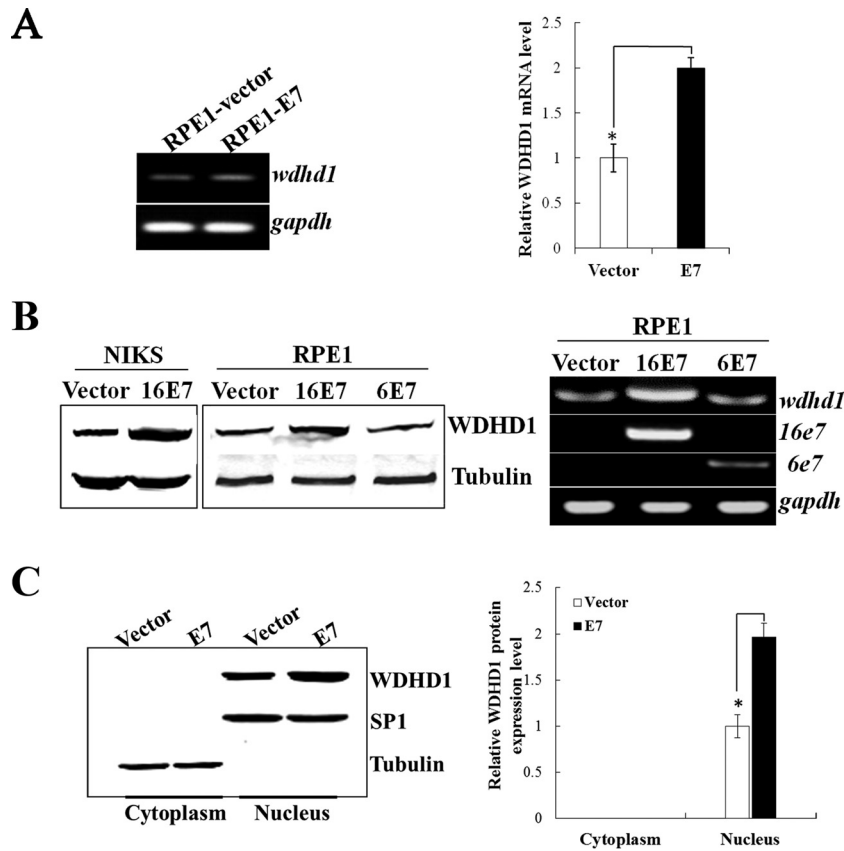 A
RPE1-vector
RPE1-E7
wdhd1
gapdh
Relative WDHD1 mRNA level
2.5
2
1.5
1
0.5
0
*
Vector
E7
B
NIKS
RPE1
Vector 16E7
Vector 16E7 6E7
WDHD1
Tubulin
RPE1
Vector 16E7 6E7
wdhd1
16e7
6e7
gapdh
C
Vector
E7
Vector
E7
WDHD1
SP1
Tubulin
Cytoplasm
Nucleus
Relative WDHD1 protein
expression level
2.5
2
1.5
1
0.5
0
Vector
E7
*
Cytoplasm
Nucleus